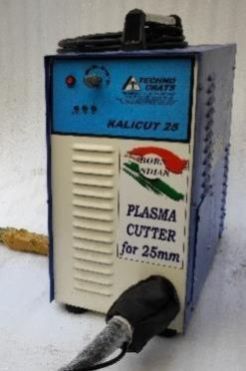 TECHNO
CRATS
KALICUT 25
BORN
INDIAN
PLASMA
CUTTER
for 25mm